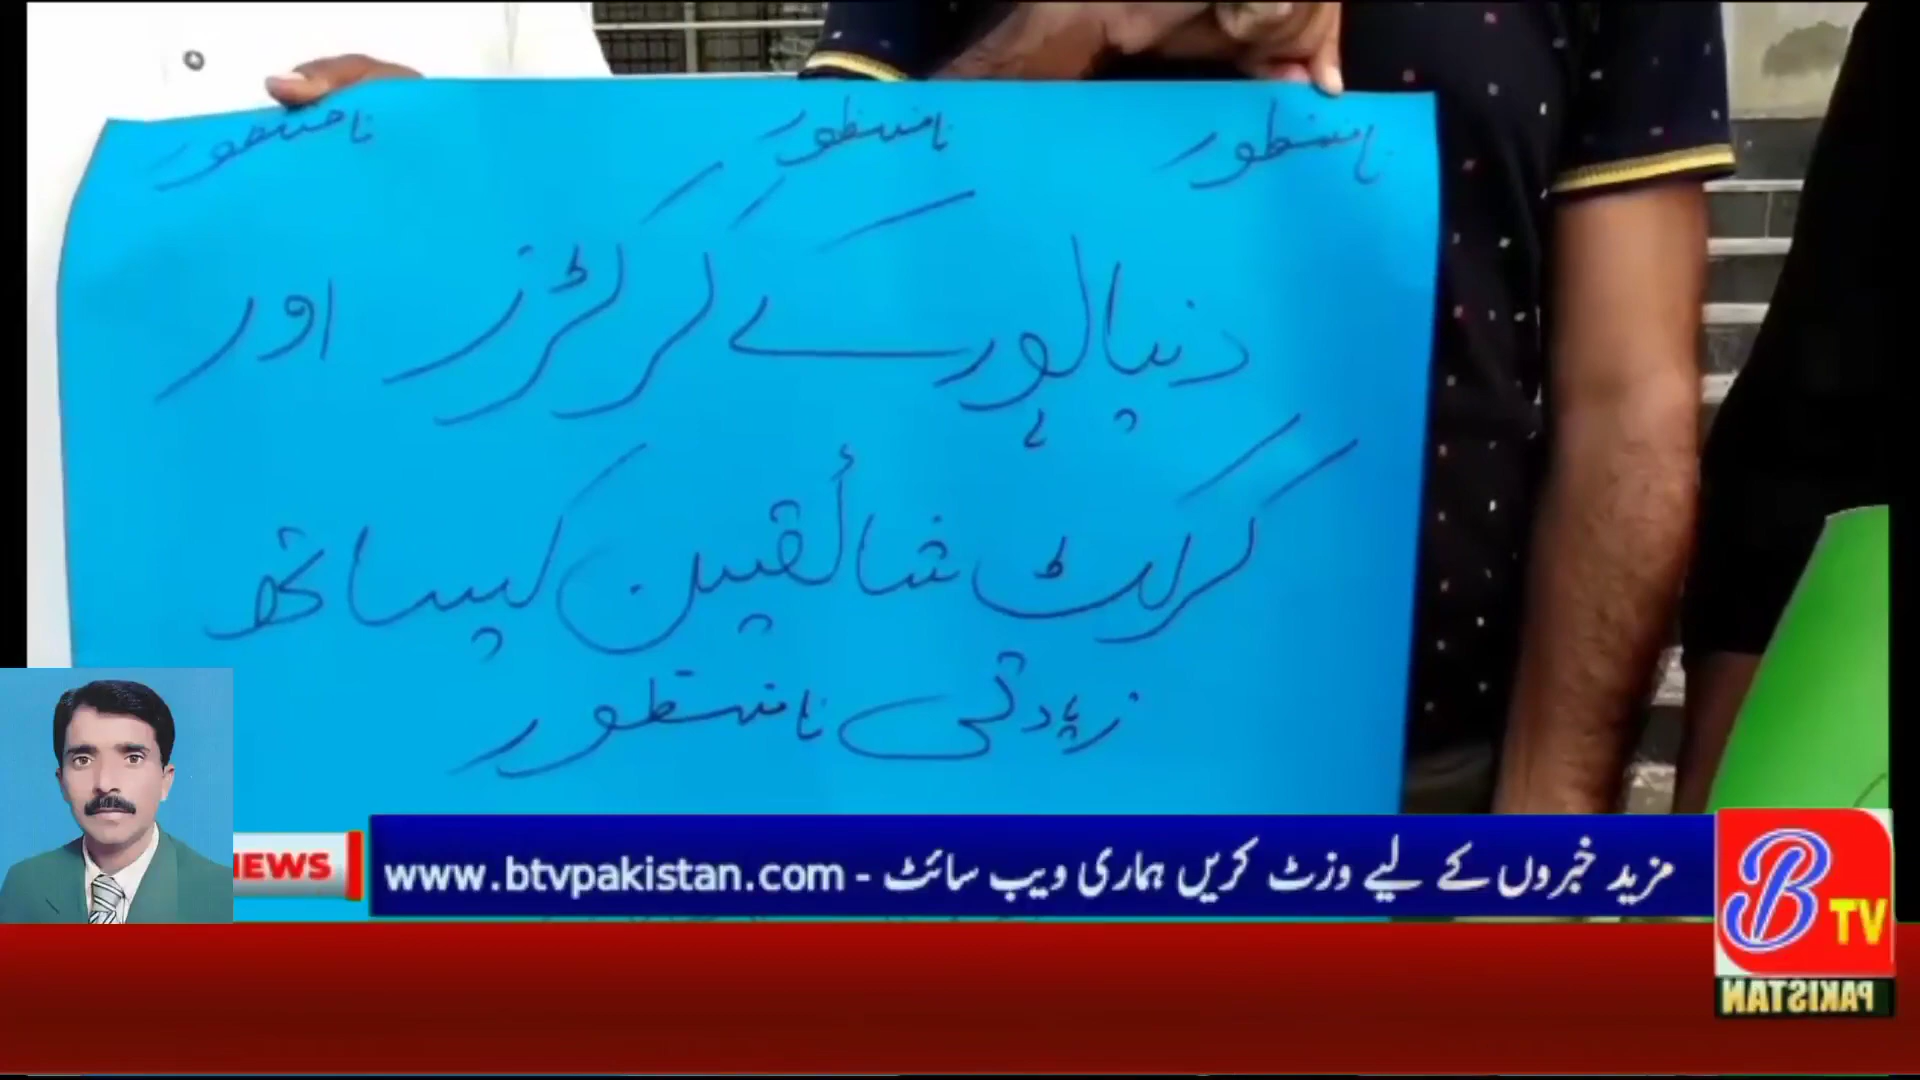 نامنظور نامنظور نامنظور
دنیاپور کے کرکٹرز اور
کرکٹ شائقین کیساتھ
زیادتی نامنظور
NEWS
مزید خبروں کے لیے وزٹ کریں ہماری ویب سائٹ - www.btvpakistan.com
B TV
PAKISTAN